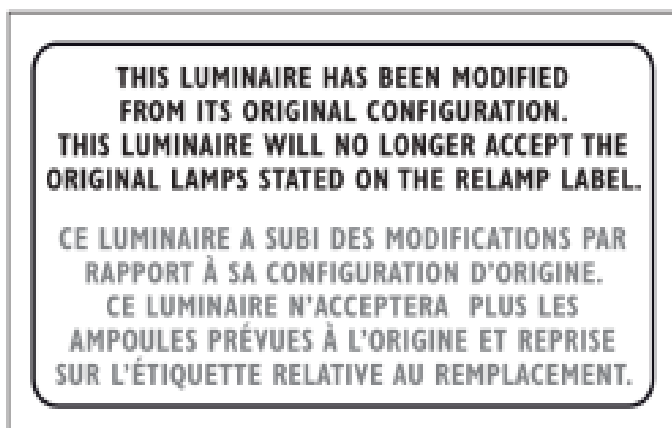 THIS LUMINAIRE HAS BEEN MODIFIED
FROM ITS ORIGINAL CONFIGURATION.
THIS LUMINAIRE WILL NO LONGER ACCEPT THE
ORIGINAL LAMPS STATED ON THE RELAMP LABEL.
CE LUMINAIRE A SUBI DES MODIFICATIONS PAR
RAPPORT À SA CONFIGURATION D'ORIGINE.
CE LUMINAIRE N'ACCEPTERA PLUS LES
AMPOULES PRÉVUES À L'ORIGINE ET REPRISE
SUR L'ÉTIQUETTE RELATIVE AU REMPLACEMENT.